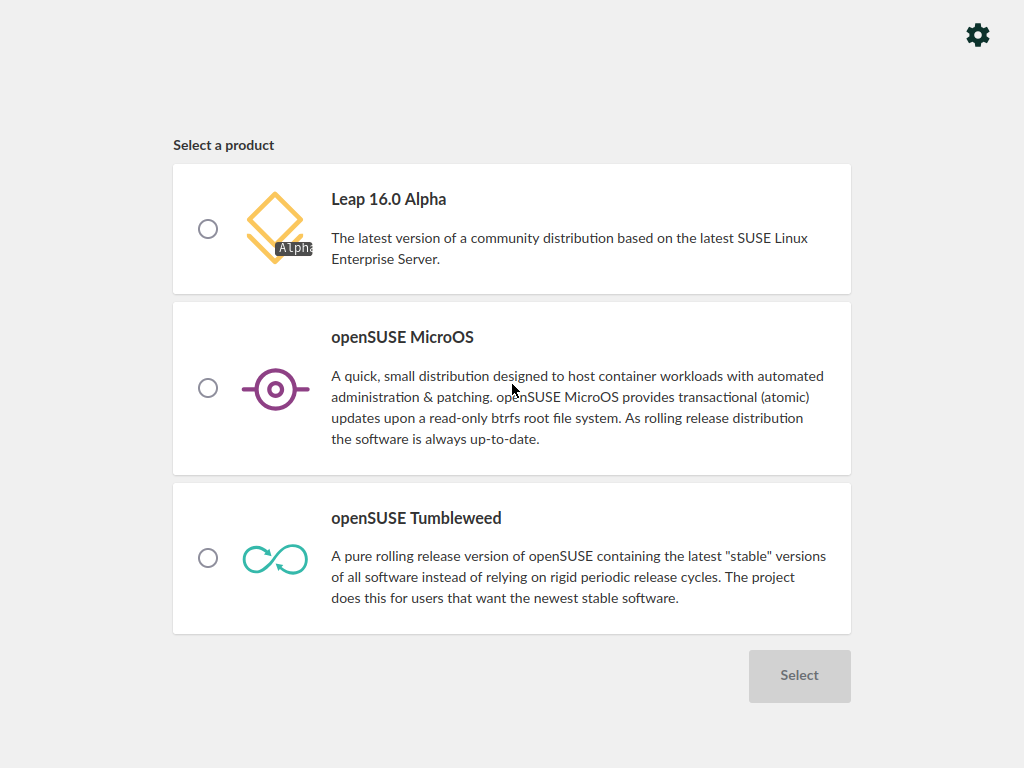 Select a product
Leap 16.0 Alpha
The latest version of a community distribution based on the latest SUSE Linux
Enterprise Server.
Alpha
openSUSE MicroOS
A quick, small distribution designed to host container workloads with automated
administration & patching. openSUSE MicroOS provides transactional (atomic)
updates upon a read-only btrfs root file system. As rolling release distribution
the software is always up-to-date.
openSUSE Tumbleweed
A pure rolling release version of openSUSE containing the latest "stable" versions
of all software instead of relying on rigid periodic release cycles. The project
does this for users that want the newest stable software.
Select